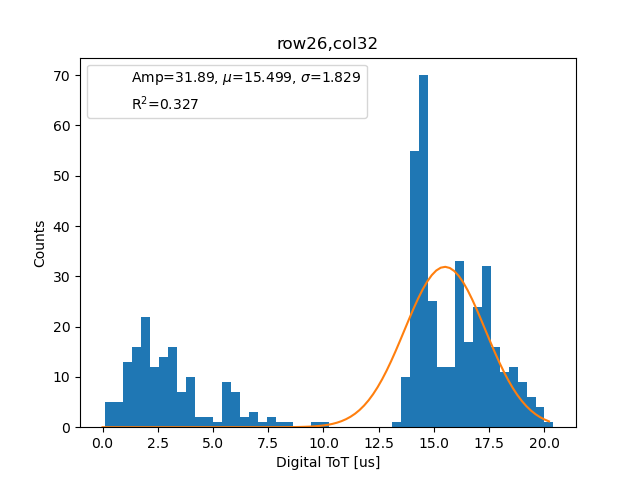 row26,col32
Amp=31.89, μ=15.499, σ=1.829
R²=0.327
70
60
50
40
30
20
10
0
Counts
0.0 2.5 5.0 7.5 10.0 12.5 15.0 17.5 20.0
Digital ToT [us]